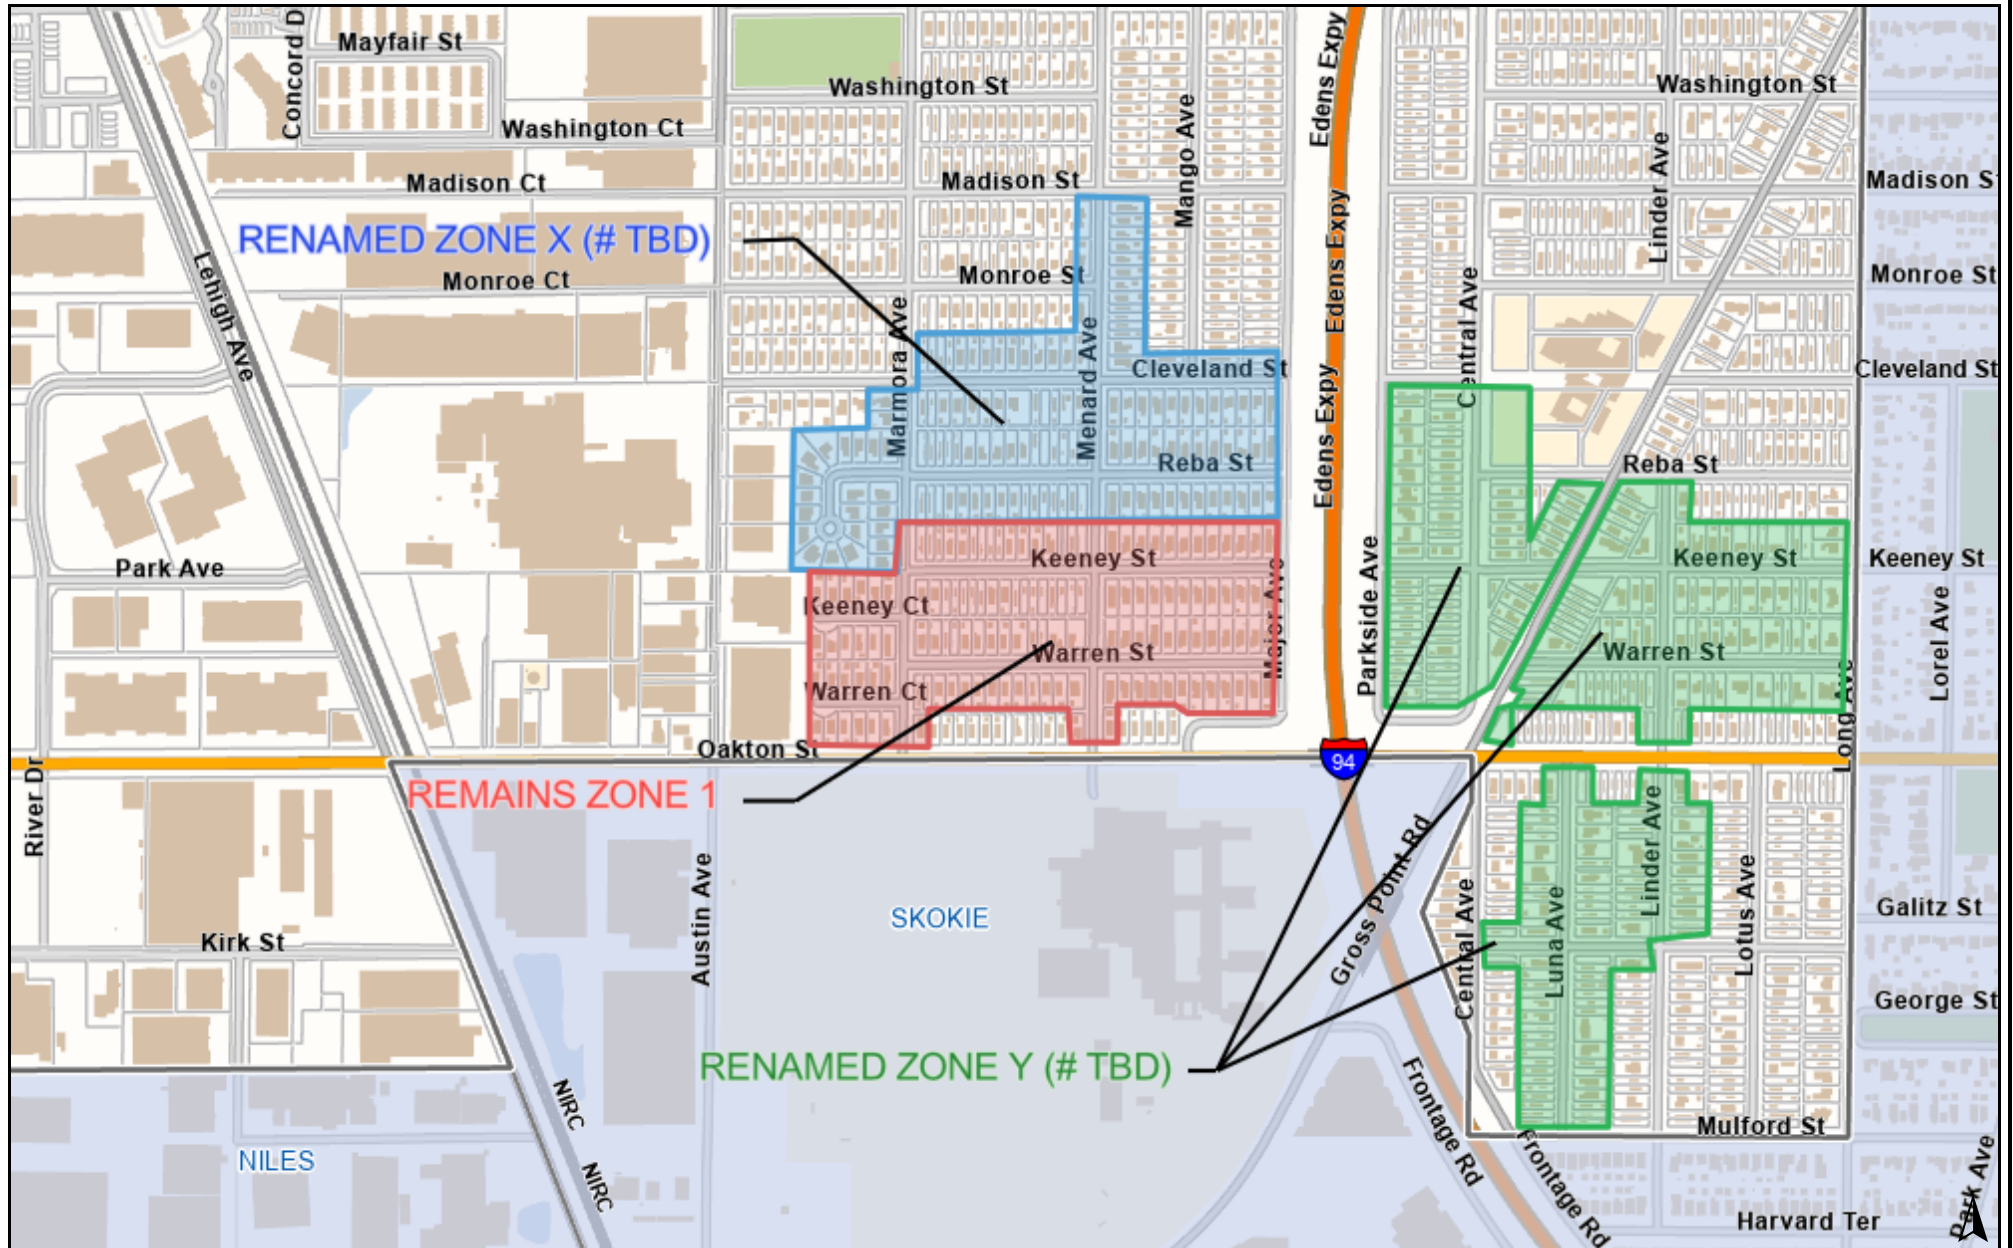 Concord D
Mayfair St
Washington St
Washington St
Washington Ct
Edens Expy
Mango Ave
Linder Ave
Madison Ct
Madison St
Madison S
RENAMED ZONE X (# TBD)
Edens Expy
Edens Expy
Monroe Ct
Monroe St
Monroe St
Lehigh Ave
Marmora Ave
Menard Ave
Central Ave
Cleveland St
Cleveland St
Edens Expy
Reba St
Reba St
Park Ave
Keeney St
Keeney St
Keeney St
Keeney Ct
Major Ave
Parkside Ave
Lorel Ave
Warren St
Warren St
Warren Ct
Long Ave
Oakton St
94
River Dr
REMAINS ZONE 1
Linder Ave
Gross Point Rd
Austin Ave
Luna Ave
Lotus Ave
Central Ave
SKOKIE
Galitz St
Kirk St
George St
RENAMED ZONE Y (# TBD)
NIRC
Frontage Rd
Mulford St
NILES
NIRC
Frontage Rd
Park Ave
Harvard Ter